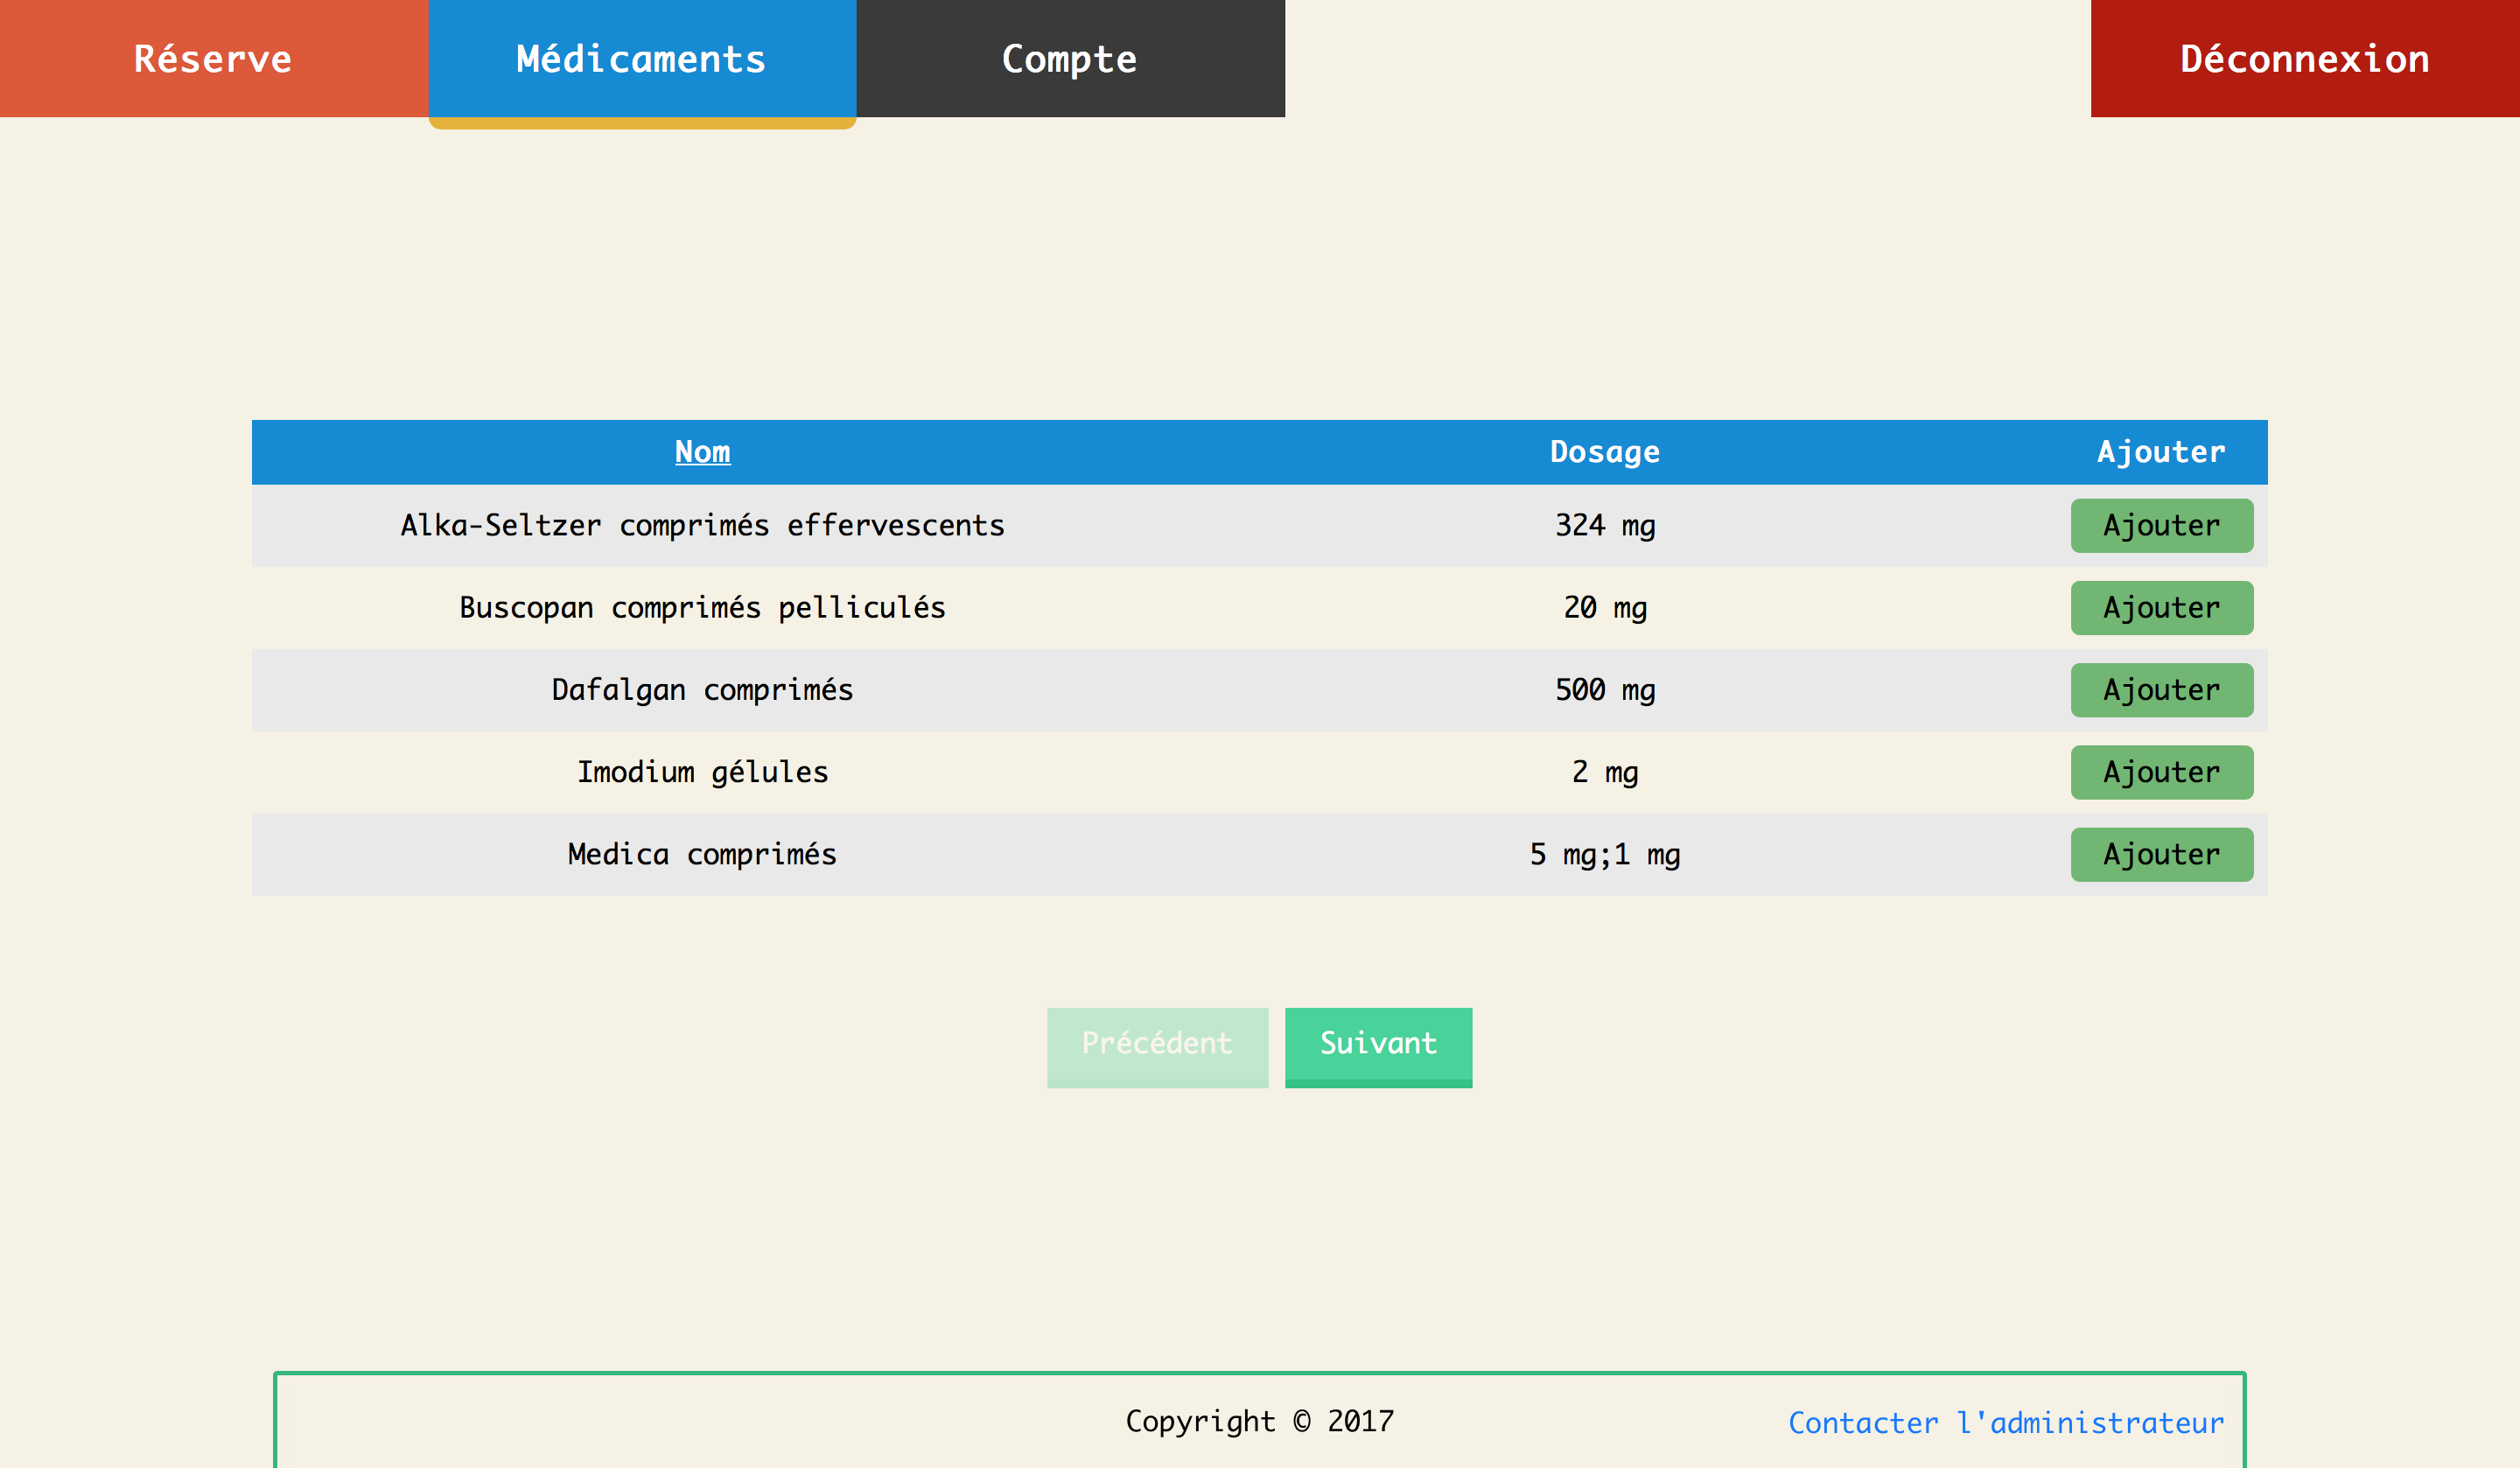 Réserve Médicaments Compte Déconnexion
Nom Dosage Ajouter
Alka-Seltzer comprimés effervescents 324 mg Ajouter
Buscopan comprimés pelliculés 20 mg Ajouter
Dafalgan comprimés 500 mg Ajouter
Imodium gélules 2 mg Ajouter
Medica comprimés 5 mg;1 mg Ajouter
Précédent Suivant
Copyright © 2017 Contacter l'administrateur